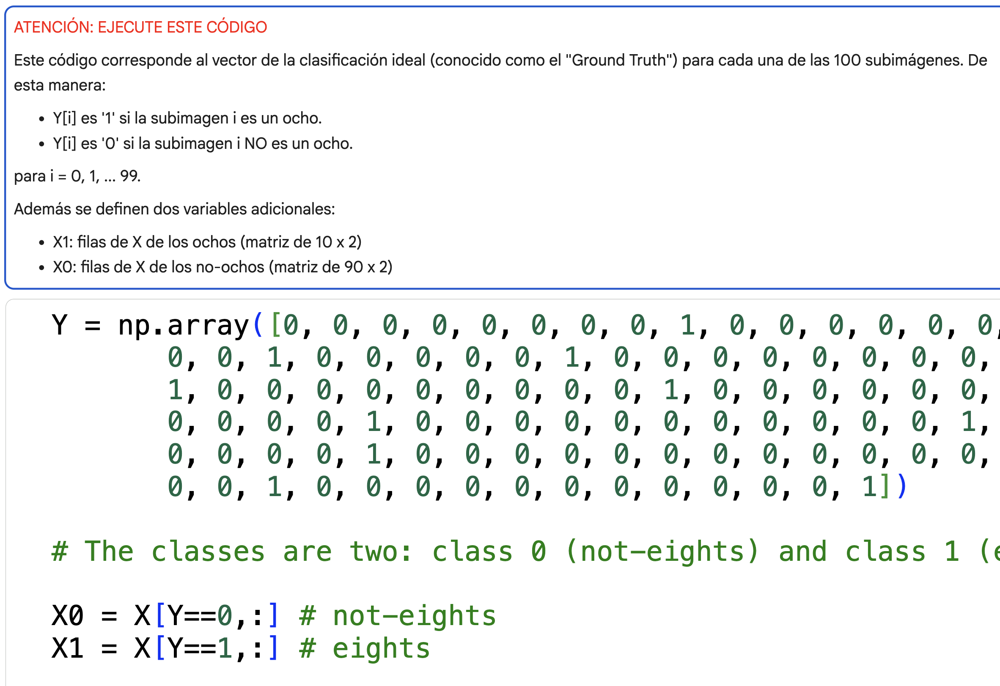 ATENCIÓN: EJECUTE ESTE CÓDIGO
Este código corresponde al vector de la clasificación ideal (conocido como el "Ground Truth") para cada una de las 100 subimágenes. De
esta manera:
• Y[i] es '1' si la subimagen i es un ocho.
• Y[i] es '0' si la subimagen i NO es un ocho.
para i = 0, 1, ... 99.
Además se definen dos variables adicionales:
• X1: filas de X de los ochos (matriz de 10 x 2)
• X0: filas de X de los no-ochos (matriz de 90 x 2)
Y = np.array([0, 0, 0, 0, 0, 0, 0, 0, 1, 0, 0, 0, 0, 0, 0,
0, 0, 1, 0, 0, 0, 0, 0, 1, 0, 0, 0, 0, 0, 0, 0, 0,
1, 0, 0, 0, 0, 0, 0, 0, 0, 0, 1, 0, 0, 0, 0, 0, 0,
0, 0, 0, 0, 1, 0, 0, 0, 0, 0, 0, 0, 0, 0, 0, 0, 1,
0, 0, 0, 0, 1, 0, 0, 0, 0, 0, 0, 0, 0, 0, 0, 0, 0,
0, 0, 1, 0, 0, 0, 0, 0, 0, 0, 0, 0, 0, 0, 1])
# The classes are two: class 0 (not-eights) and class 1 (
X0 = X[Y==0,:] # not-eights
X1 = X[Y==1,:] # eights